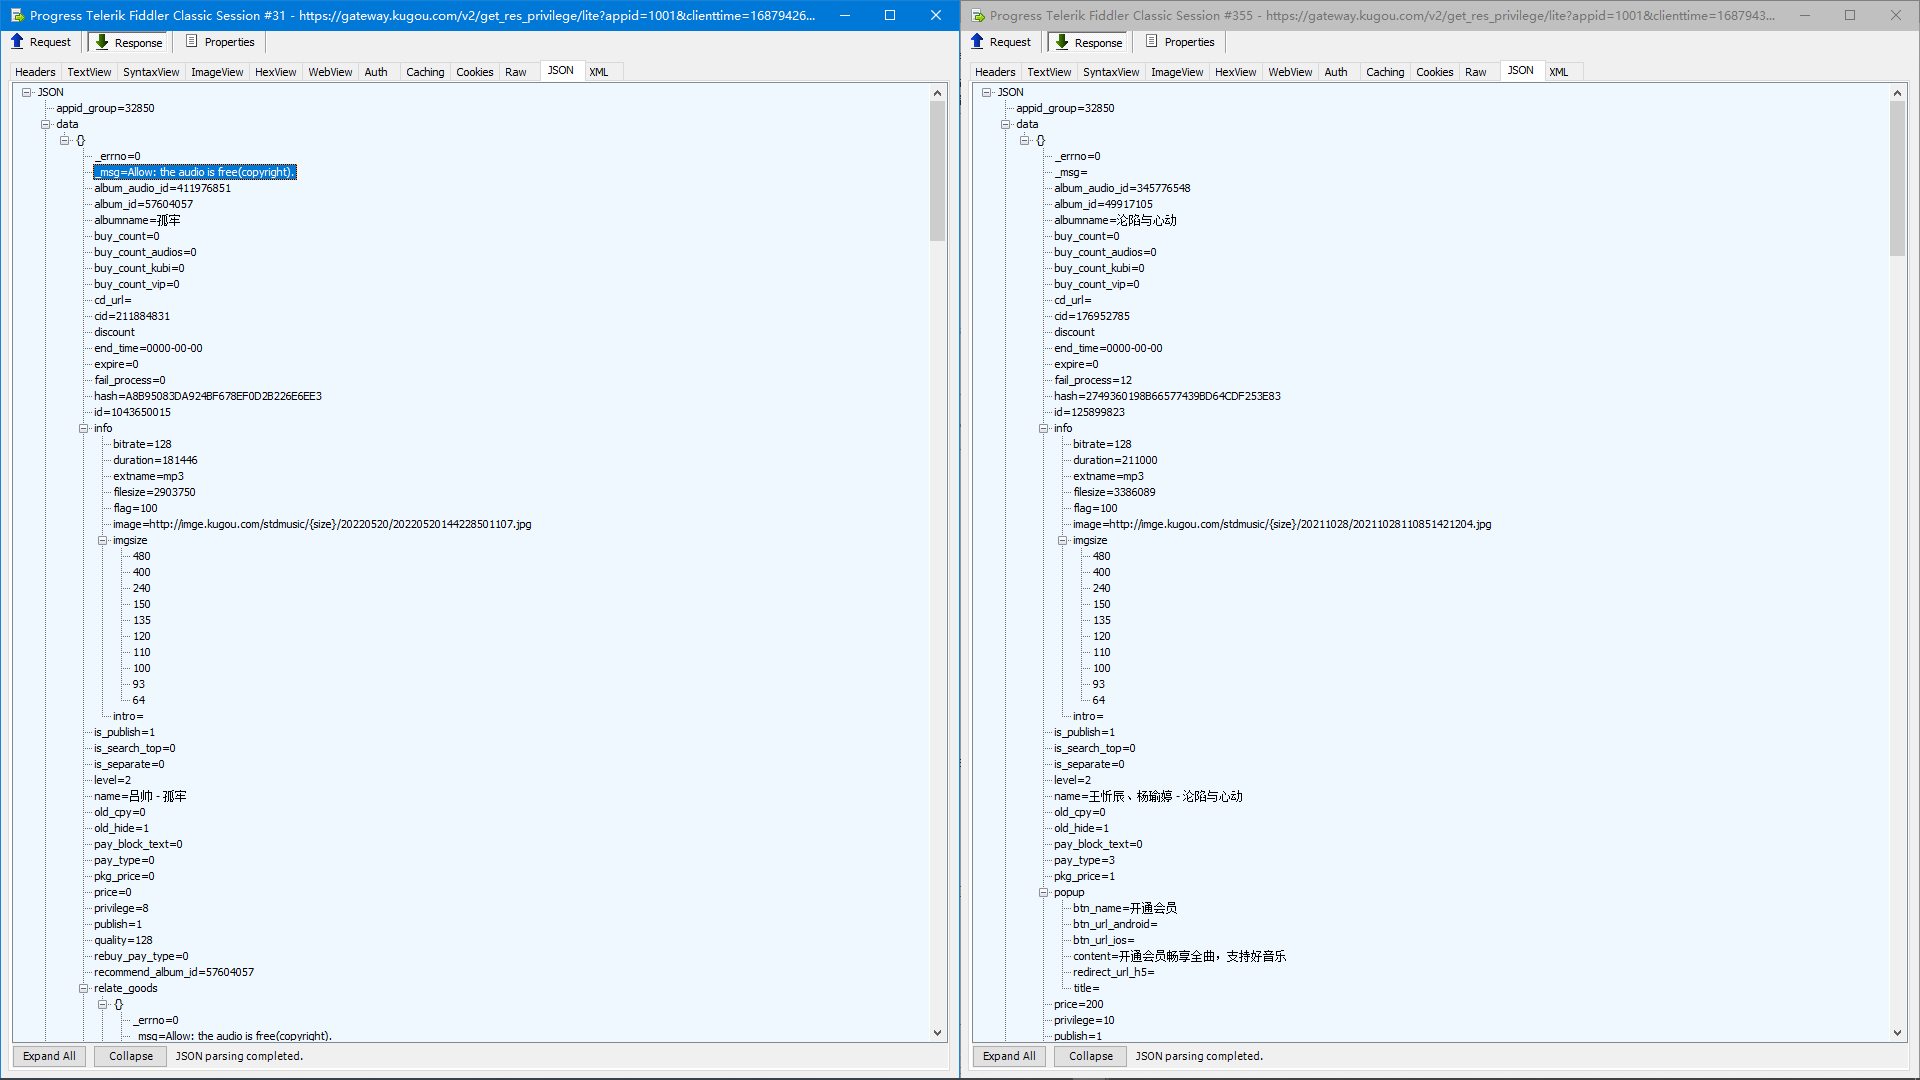 Progress Telerik Fiddler Classic Session #31 - https://gateway.kugou.com/v2/get_res_privilege/lite?appid=1001&clienttime=16879426...
Request Response Properties
Headers TextView SyntaxView ImageView HexView WebView Auth Caching Cookies Raw JSON XML
JSON
appid_group=32850
data
{}
_errno=0
_msg=Allow: the audio is free(copyright).
album_audio_id=411976851
album_id=57604057
albumname=孤牢
buy_count=0
buy_count_audios=0
buy_count_kubi=0
buy_count_vip=0
cd_url=
cid=211884831
discount
end_time=0000-00-00
expire=0
fail_process=0
hash=A8B95083DA924BF678EF0D2B226E6EE3
id=1043650015
info
bitrate=128
duration=181446
extname=mp3
filesize=2903750
flag=100
image=http://imge.kugou.com/stdmusic/{size}/20220520/20220520144228501107.jpg
imgsize
480
400
240
150
135
120
110
100
93
64
intro=
is_publish=1
is_search_top=0
is_separate=0
level=2
name=吕帅 - 孤牢
old_cpy=0
old_hide=1
pay_block_text=0
pay_type=0
pkg_price=0
price=0
privilege=8
publish=1
quality=128
rebuy_pay_type=0
recommend_album_id=57604057
relate_goods
{}
_errno=0
_msg=Allow: the audio is free(copyright).
Expand All Collapse JSON parsing completed.
Progress Telerik Fiddler Classic Session #355 - https://gateway.kugou.com/v2/get_res_privilege/lite?appid=1001&clienttime=1687943...
Request Response Properties
Headers TextView SyntaxView ImageView HexView WebView Auth Caching Cookies Raw JSON XML
JSON
appid_group=32850
data
{}
_errno=0
_msg=
album_audio_id=345776548
album_id=49917105
albumname=沦陷与心动
buy_count=0
buy_count_audios=0
buy_count_kubi=0
buy_count_vip=0
cd_url=
cid=176952785
discount
end_time=0000-00-00
expire=0
fail_process=12
hash=2749360198B66577439BD64CDF253E83
id=125899823
info
bitrate=128
duration=211000
extname=mp3
filesize=3386089
flag=100
image=http://imge.kugou.com/stdmusic/{size}/20211028/20211028110851421204.jpg
imgsize
480
400
240
150
135
120
110
100
93
64
intro=
is_publish=1
is_search_top=0
is_separate=0
level=2
name=王忻辰、杨瑜婷 - 沦陷与心动
old_cpy=0
old_hide=1
pay_block_text=0
pay_type=3
pkg_price=1
popup
btn_name=开通会员
btn_url_android=
btn_url_ios=
content=开通会员畅享全曲，支持好音乐
redirect_url_h5=
title=
price=200
privilege=10
publish=1
Expand All Collapse JSON parsing completed.